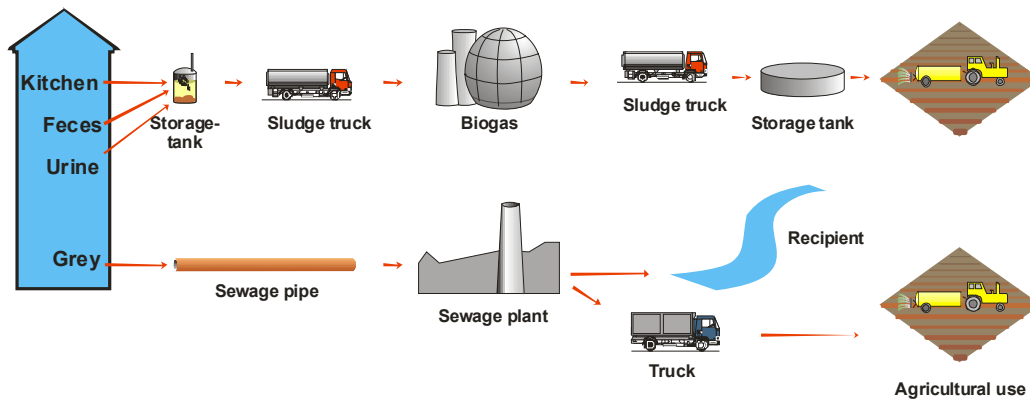 Kitchen
Feces
Urine
Storage-
tank
Sludge truck
Biogas
Sludge truck
Storage tank
Grey
Sewage pipe
Sewage plant
Recipient
Truck
Agricultural use